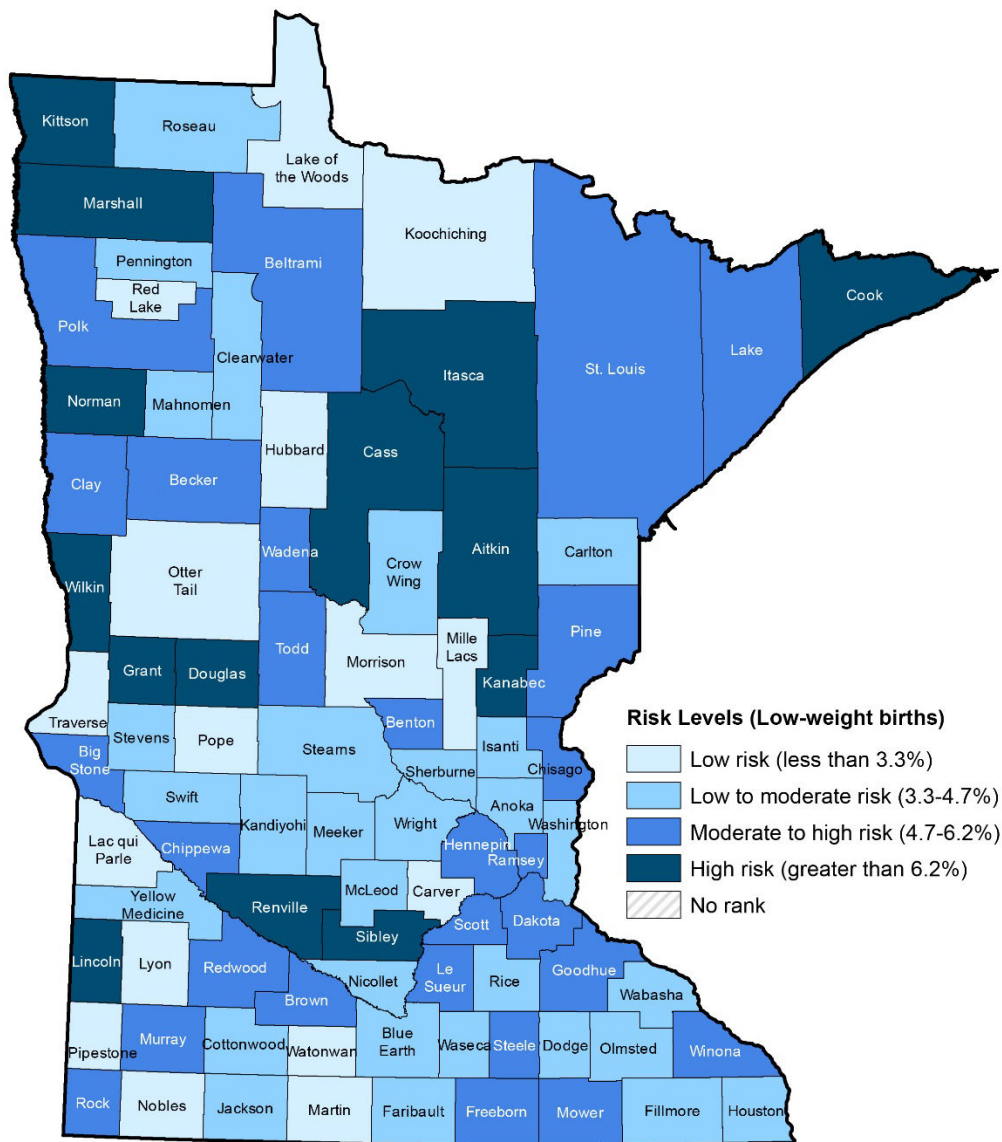 Kittson
Roseau
Lake of
the Woods
Marshall
Koochiching
Pennington
Beltrami
Red
Lake
Cook
Polk
Clearwater
Itasca
St. Louis
Lake
Norman
Mahnomen
Hubbard
Cass
Clay
Becker
Wadena
Aitkin
Crow
Wing
Carlton
Otter
Tail
Wilkin
Todd
Pine
Mille
Lacs
Morrison
Grant
Douglas
Kanabec
Traverse
Benton
Stevens
Pope
Stearns
Isanti
Big
Stone
Chisago
Sherburne
Swift
Anoka
Kandiyohi
Meeker
Wright
Washington
Lac qui
Parle
Chippewa
Hennepin
Ramsey
McLeod
Carver
Yellow
Medicine
Renville
Scott
Dakota
Sibley
Lincoln
Lyon
Redwood
Nicollet
Le
Sueur
Rice
Goodhue
Wabasha
Brown
Pipestone
Murray
Cottonwood
Watonwan
Blue
Earth
Waseca
Steele
Dodge
Olmsted
Winona
Rock
Nobles
Jackson
Martin
Faribault
Freeborn
Mower
Fillmore
Houston
Risk Levels (Low-weight births)
Low risk (less than 3.3%)
Low to moderate risk (3.3-4.7%)
Moderate to high risk (4.7-6.2%)
High risk (greater than 6.2%)
No rank